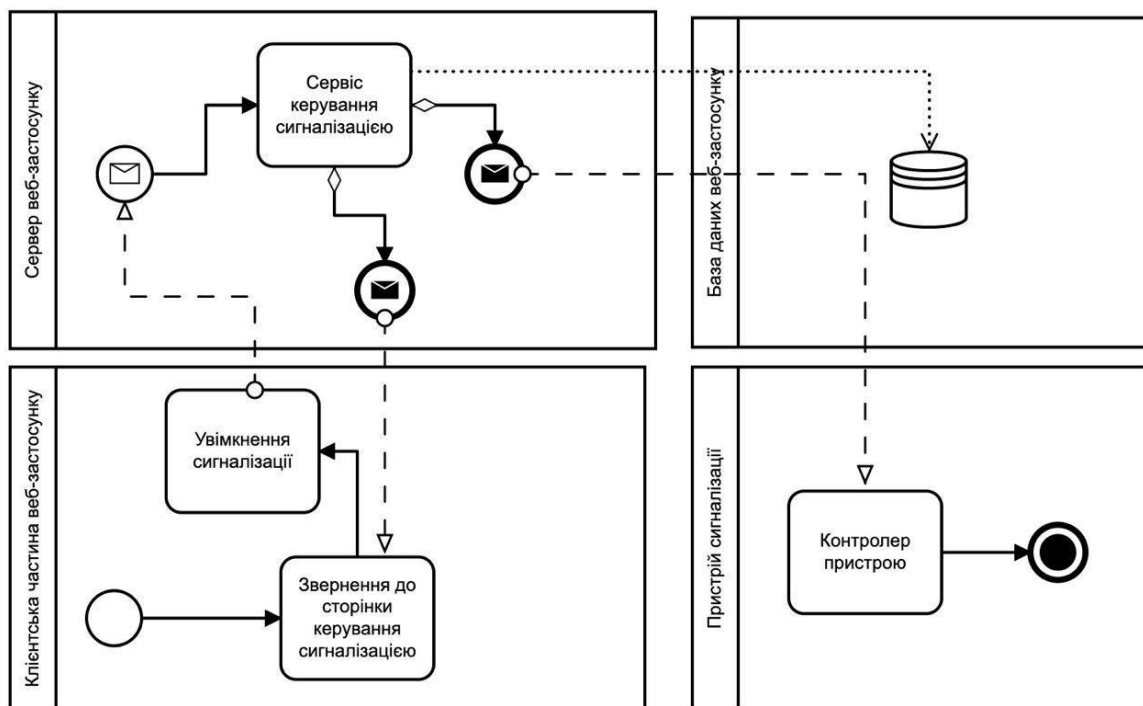 Сервер веб-застосунку
Сервіс
керування
сигналізацією
База даних веб-застосунку
Клієнтська частина веб-застосунку
Увімкнення
сигналізації
Звернення до
сторінки
керування
сигналізацією
Пристрій сигналізації
Контролер
пристрою